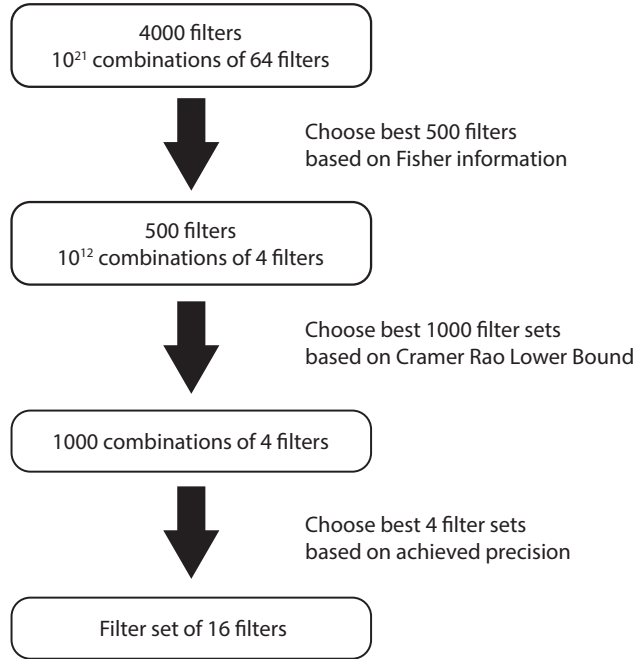 4000 filters
10²¹ combinations of 64 filters
Choose best 500 filters
based on Fisher information
500 filters
10¹² combinations of 4 filters
Choose best 1000 filter sets
based on Cramer Rao Lower Bound
1000 combinations of 4 filters
Choose best 4 filter sets
based on achieved precision
Filter set of 16 filters